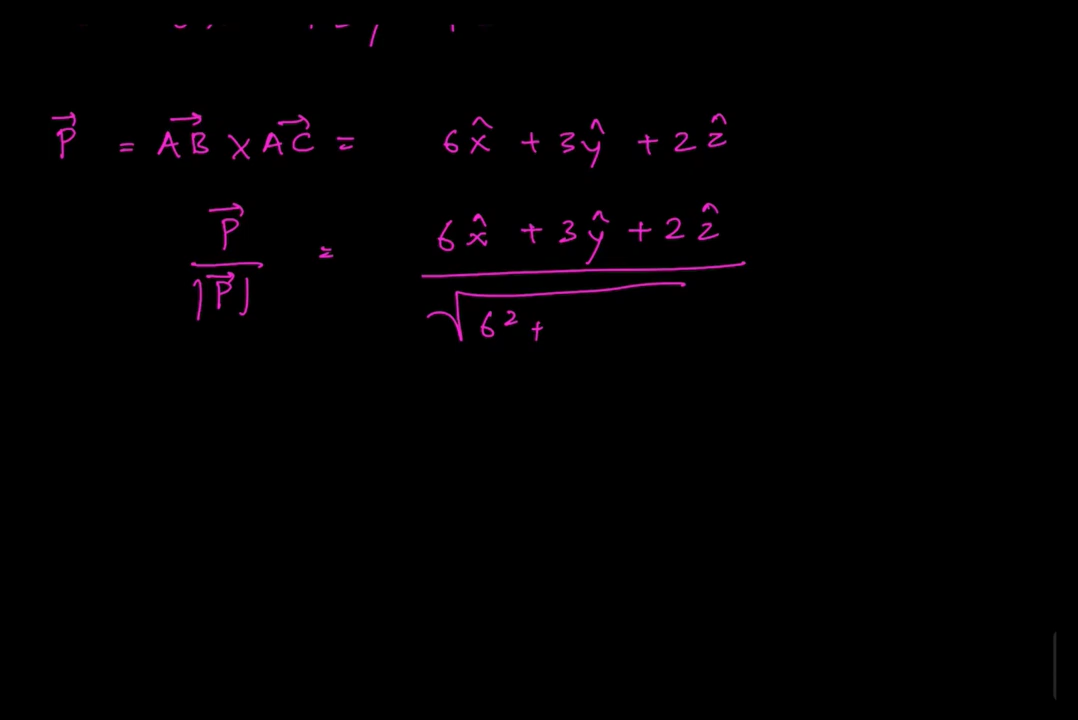 P⃗ = AB⃗ × AC⃗ = 6x̂ + 3ŷ + 2ẑ
P⃗ / |P⃗| = 6x̂ + 3ŷ + 2ẑ / √6² +